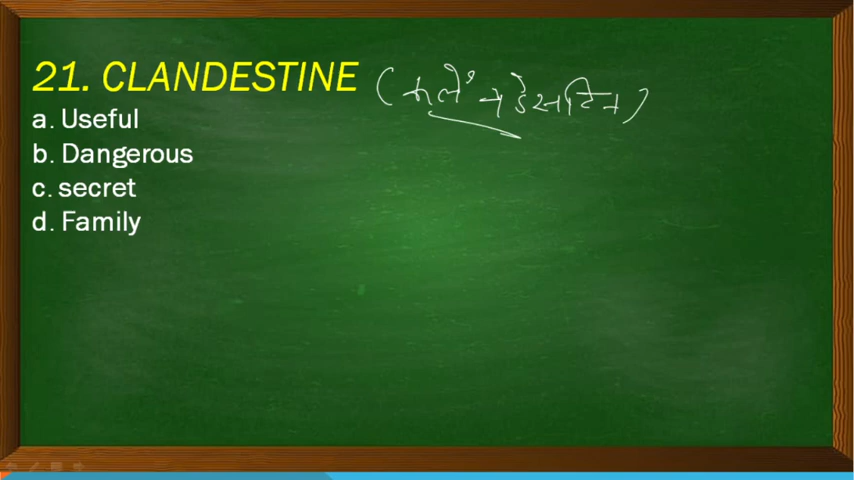 21. CLANDESTINE
a. Useful
b. Dangerous
c. secret
d. Family